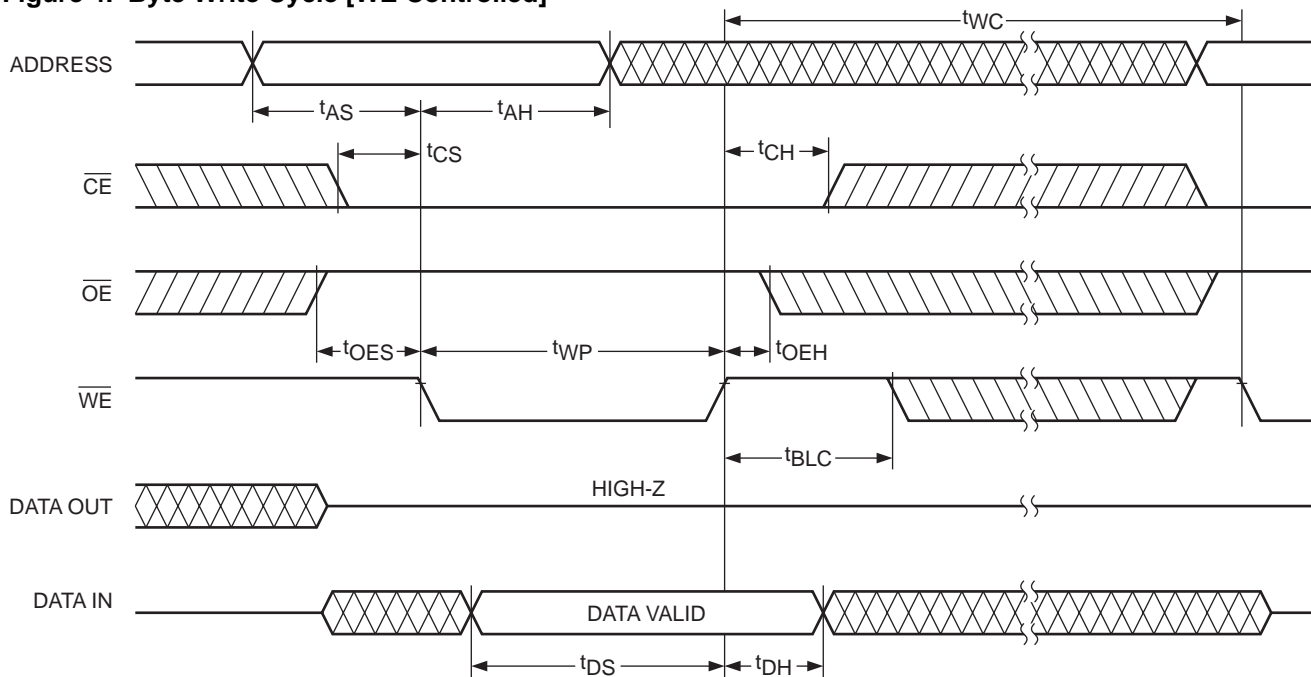 Figure 4. Byte Write Cycle [WE Controlled]
tWC
ADDRESS
tAS
tAH
tCS
tCH
CE
OE
tOES
tWP
tOEH
WE
tBLC
HIGH-Z
DATA OUT
DATA IN
DATA VALID
tDS
tDH